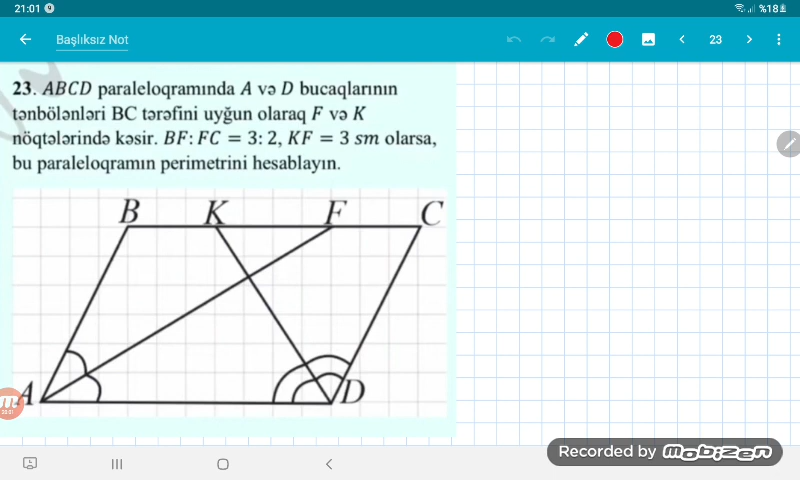 21:01
%18
Başlıksız Not
23
23. ABCD paraleloqramında A və D bucaqlarının
tənbölənləri BC tərəfini uyğun olaraq F və K
nöqtələrində kəsir. BF: FC = 3: 2, KF = 3 sm olarsa,
bu paraleloqramın perimetrini hesablayın.
B K F C
A D
Recorded by mobizen